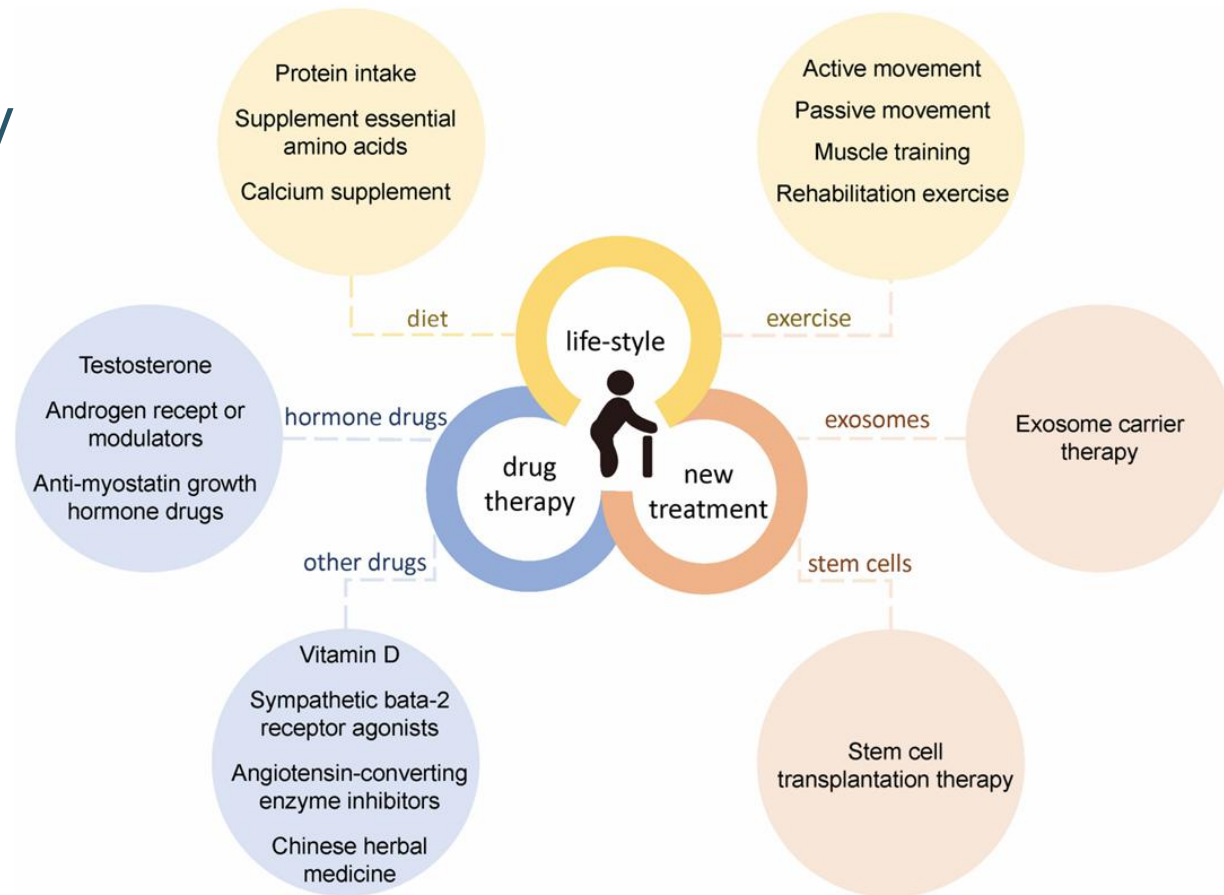 y
Protein intake
Supplement essential
amino acids
Calcium supplement
Active movement
Passive movement
Muscle training
Rehabilitation exercise
diet
life-style
exercise
Testosterone
Androgen recept or
modulators
Anti-myostatin growth
hormone drugs
hormone drugs
drug
therapy
new
treatment
exosomes
Exosome carrier
therapy
other drugs
stem cells
Vitamin D
Sympathetic bata-2
receptor agonists
Angiotensin-converting
enzyme inhibitors
Chinese herbal
medicine
Stem cell
transplantation therapy